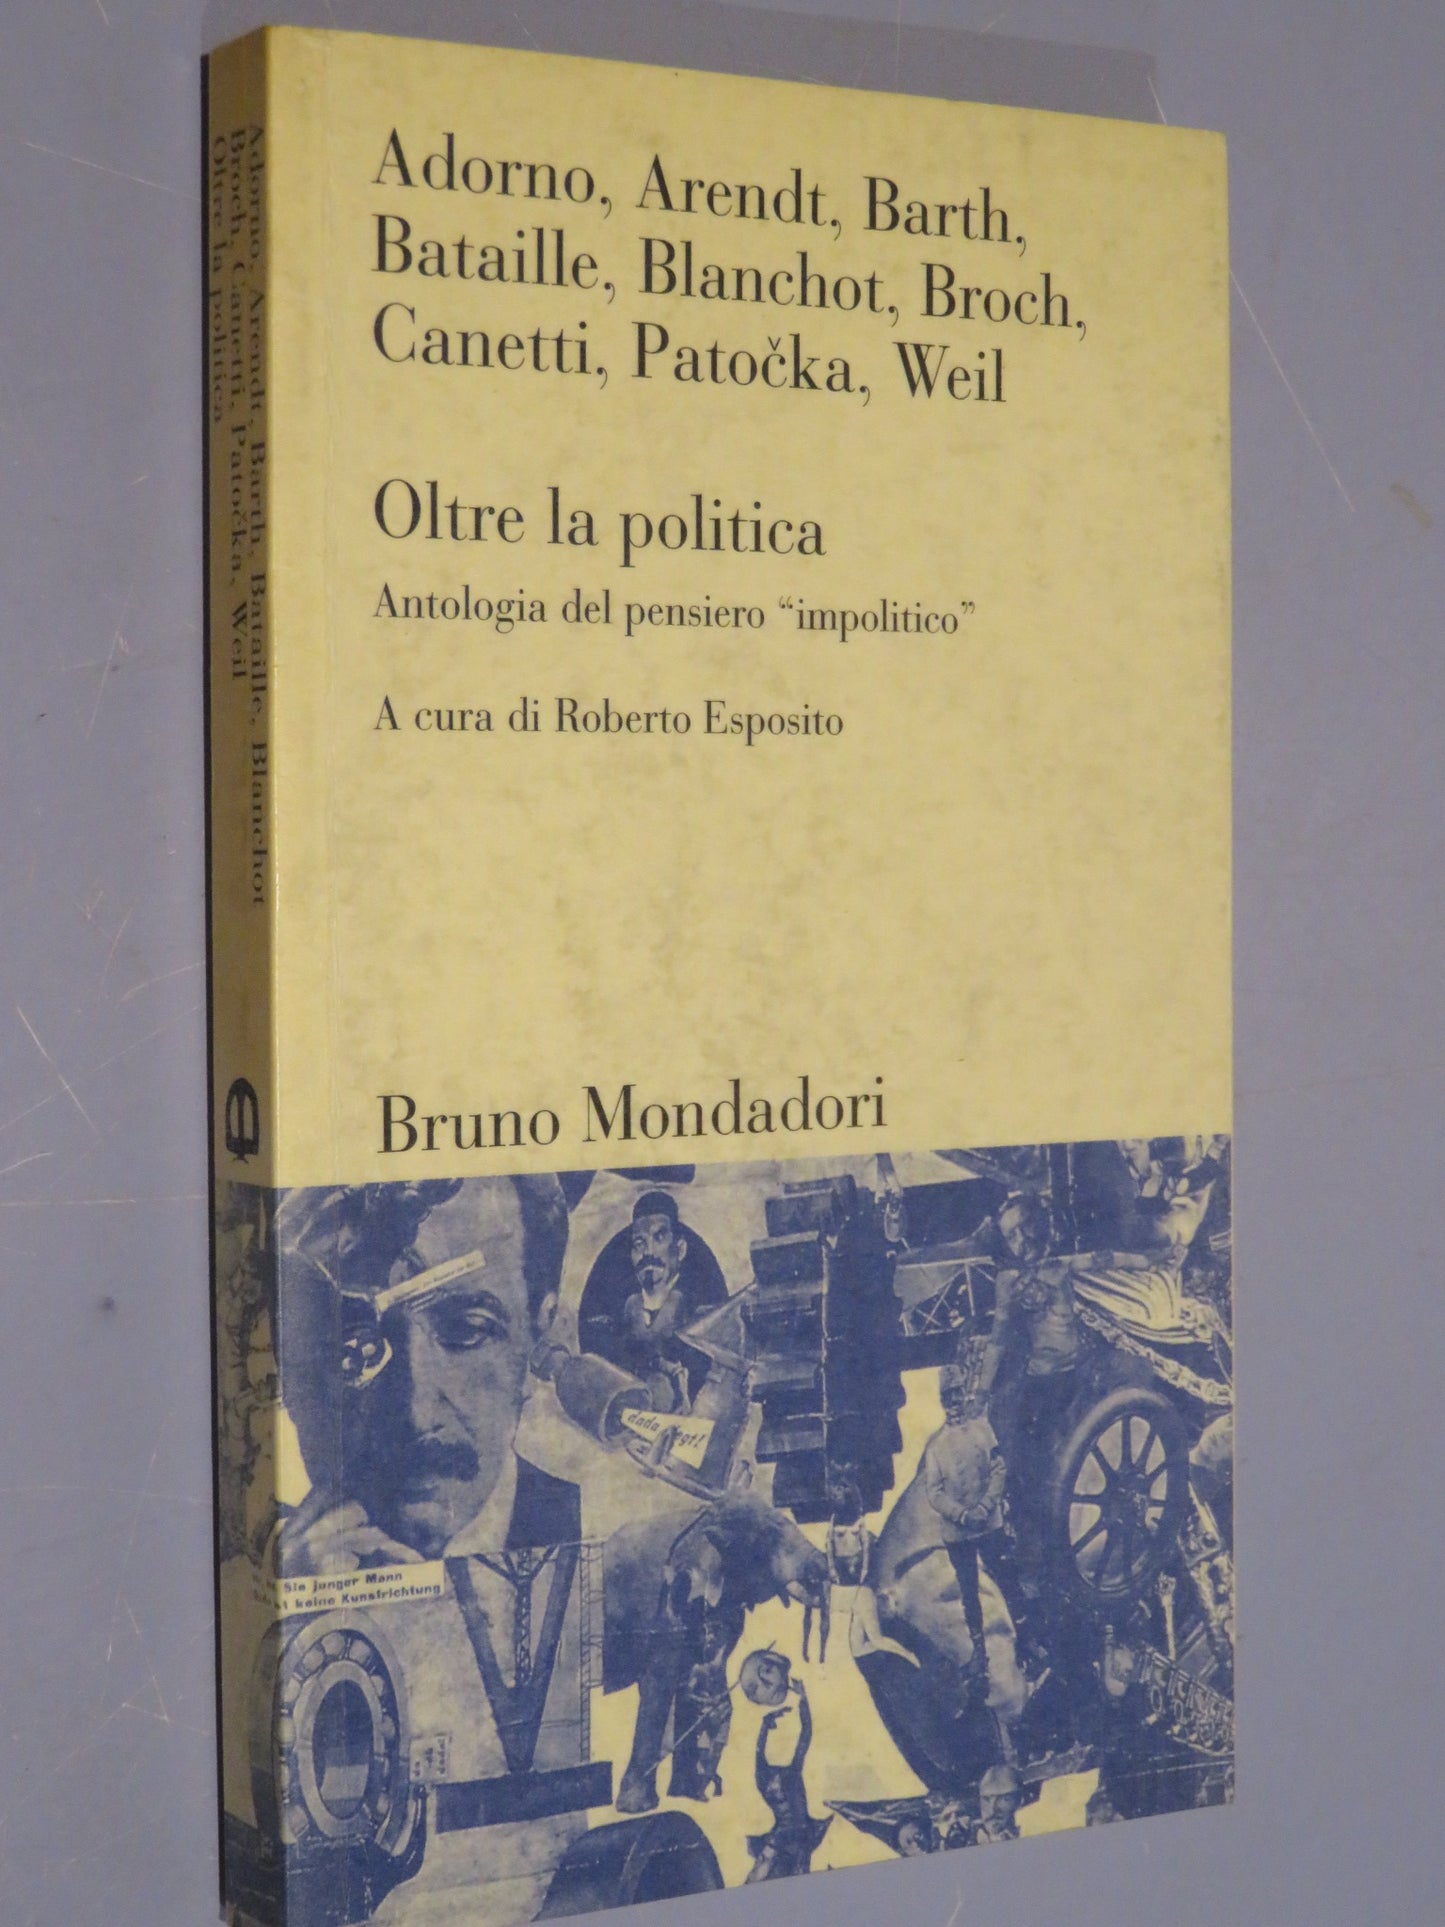 Adorno, Arendt, Barth,
Bataille, Blanchot, Broch,
Canetti, Patočka, Weil
Oltre la politica
Antologia del pensiero “impolitico”
A cura di Roberto Esposito
Bruno Mondadori
dada siegt!
Sie junger Mann
keine Kunstrichtung
Adorno, Arendt, Barth, Bataille, Blanchot
Broch, Canetti, Patočka, Weil
Oltre la politica